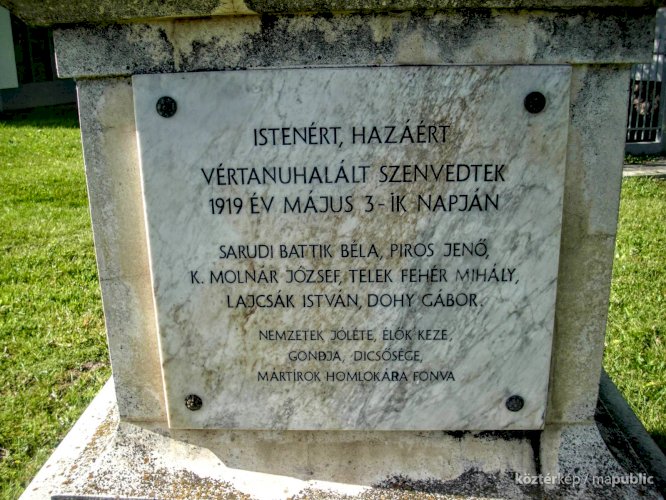 ISTENÉRT, HAZÁÉRT
VÉRTANUHALÁLT SZENVEDTEK
1919 ÉV MÁJUS 3-IK NAPJÁN
SARUDI BATTIK BÉLA, PIROS JENŐ,
K. MOLNÁR JÓZSEF, TELEK FEHÉR MIHÁLY,
LAJCSÁK ISTVÁN, DOHY GÁBOR.
NEMZETEK JÓLÉTE, ÉLŐK KEZE,
GONDJA, DICSŐSÉGE,
MÁRTIROK HOMLOKÁRA FONVA
köztérkép / mapublic